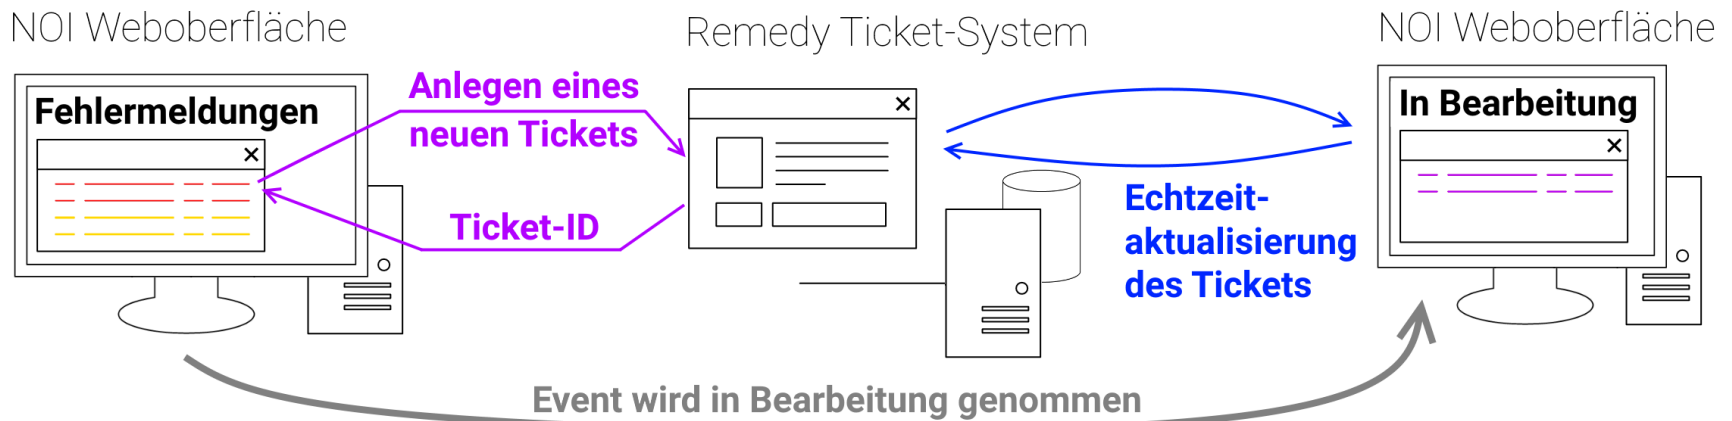 NOI Weboberfläche
Remedy Ticket-System
NOI Weboberfläche
Fehlermeldungen
Anlegen eines
neuen Tickets
Ticket-ID
In Bearbeitung
Echtzeit-
aktualisierung
des Tickets
Event wird in Bearbeitung genommen